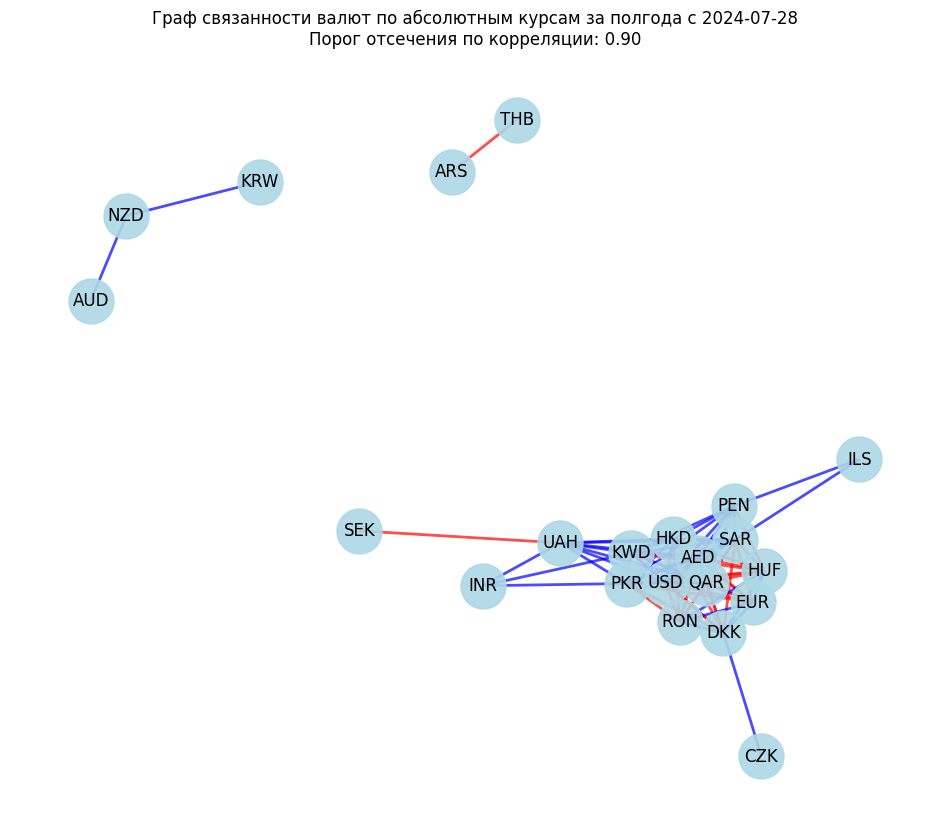 Граф связанности валют по абсолютным курсам за полгода с 2024-07-28
Порог отсечения по корреляции: 0.90
THB
ARS
KRW
NZD
AUD
ILS
PEN
SEK
UAH
HKD
SAR
KWD
AED
HUF
INR
PKR
USD
QAR
EUR
RON
DKK
CZK